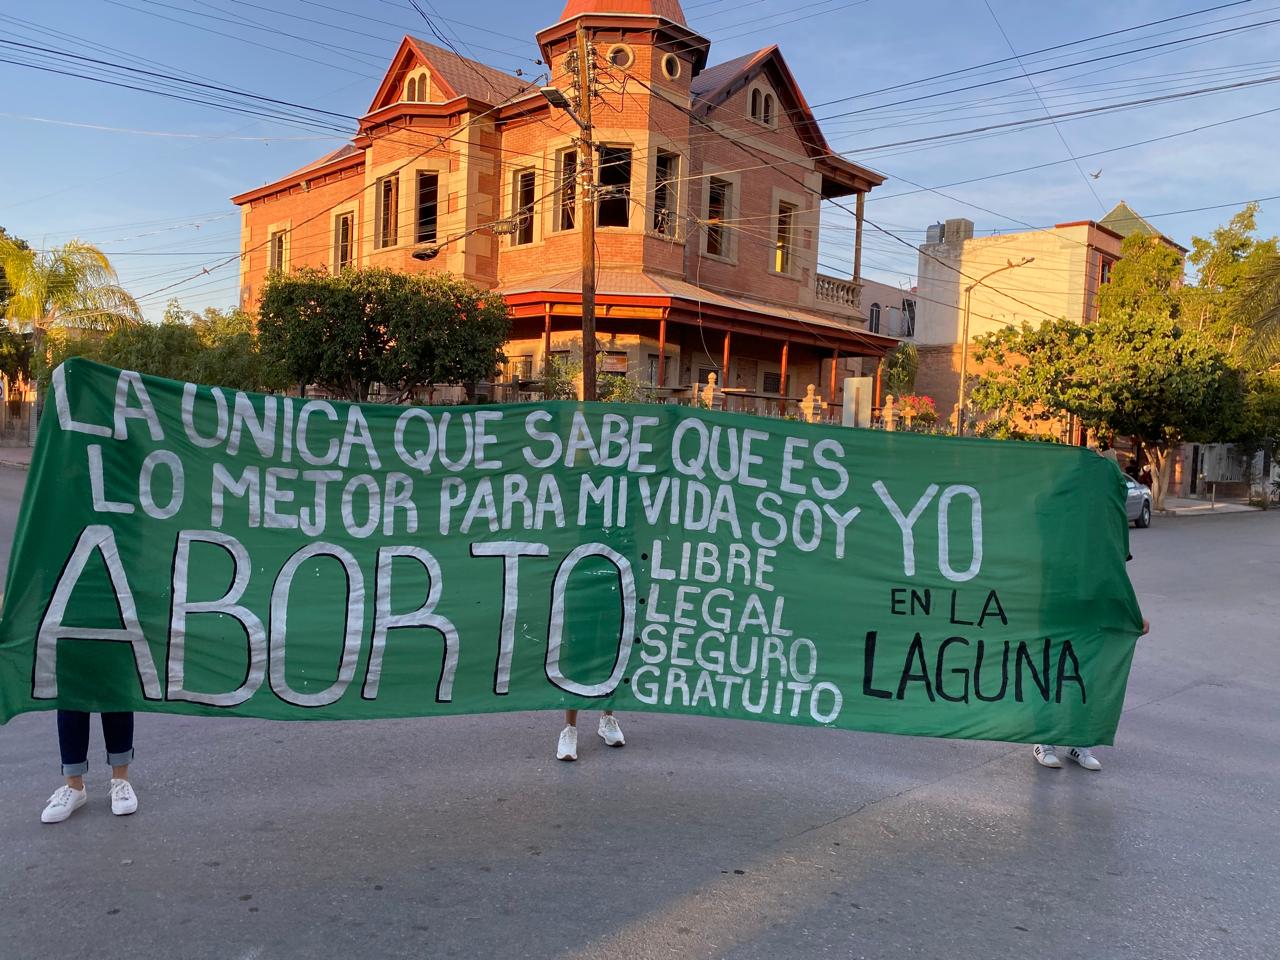 LA UNICA QUE SABE QUE ES
LO MEJOR PARA MI VIDA SOY YO
ABORTO
LIBRE
LEGAL
SEGURO
GRATUITO
EN LA
LAGUNA